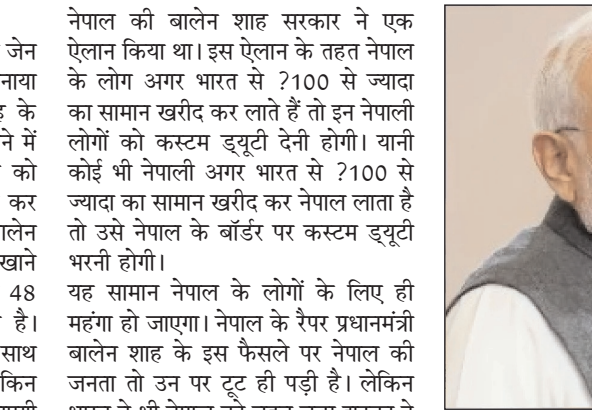 जेन
नाया
के
ने में
को
कर
ालेन
खाने
48
है।
साथ
किन
नेपाल की बालेन शाह सरकार ने एक
ऐलान किया था। इस ऐलान के तहत नेपाल
के लोग अगर भारत से ?100 से ज्यादा
का सामान खरीद कर लाते हैं तो इन नेपाली
लोगों को कस्टम ड्यूटी देनी होगी। यानी
कोई भी नेपाली अगर भारत से ?100 से
ज्यादा का सामान खरीद कर नेपाल लाता है
तो उसे नेपाल के बॉर्डर पर कस्टम ड्यूटी
भरनी होगी।
यह सामान नेपाल के लोगों के लिए ही
महंगा हो जाएगा। नेपाल के रैपर प्रधानमंत्री
बालेन शाह के इस फैसले पर नेपाल की
जनता तो उन पर टूट ही पड़ी है। लेकिन